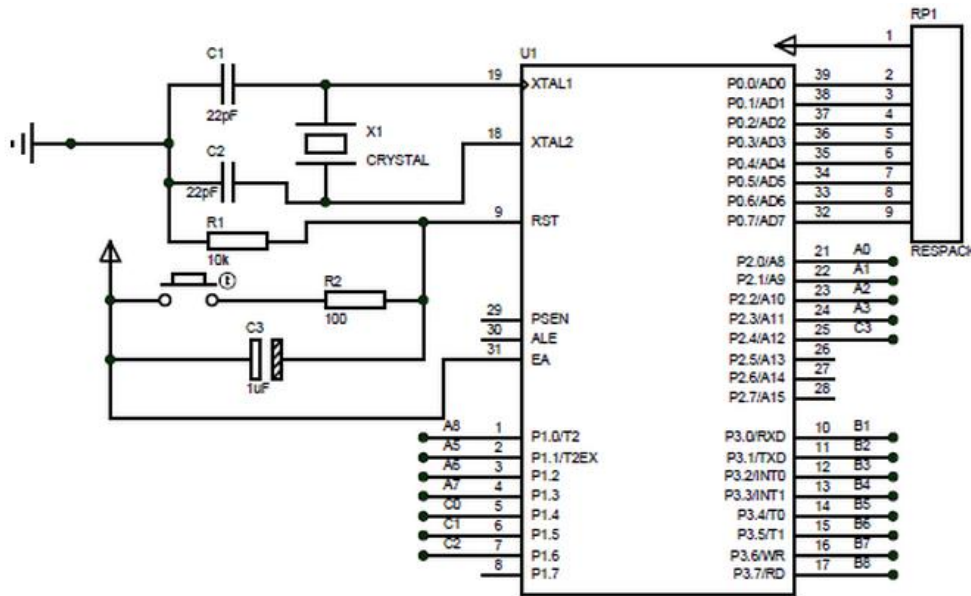 RP1
C1
U1
1
19
XTAL1
P0.0/AD0
39
2
P0.1/AD1
38
3
22pF
X1
P0.2/AD2
37
4
18
XTAL2
P0.3/AD3
36
5
C2
CRYSTAL
P0.4/AD4
35
6
P0.5/AD5
34
7
22pF
P0.6/AD6
33
8
R1
9
RST
P0.7/AD7
32
9
10k
RESPACK
P2.0/A8
21
A0
P2.1/A9
22
A1
R2
P2.2/A10
23
A2
100
29
PSEN
P2.3/A11
24
A3
C3
30
ALE
P2.4/A12
25
C3
31
EA
P2.5/A13
26
1uF
P2.6/A14
27
P2.7/A15
28
A8
1
P1.0/T2
P3.0/RXD
10
B1
A5
2
P1.1/T2EX
P3.1/TXD
11
B2
A6
3
P1.2
P3.2/INT0
12
B3
A7
4
P1.3
P3.3/INT1
13
B4
C0
5
P1.4
P3.4/T0
14
B5
C1
6
P1.5
P3.5/T1
15
B6
C2
7
P1.6
P3.6/WR
16
B7
8
P1.7
P3.7/RD
17
B8